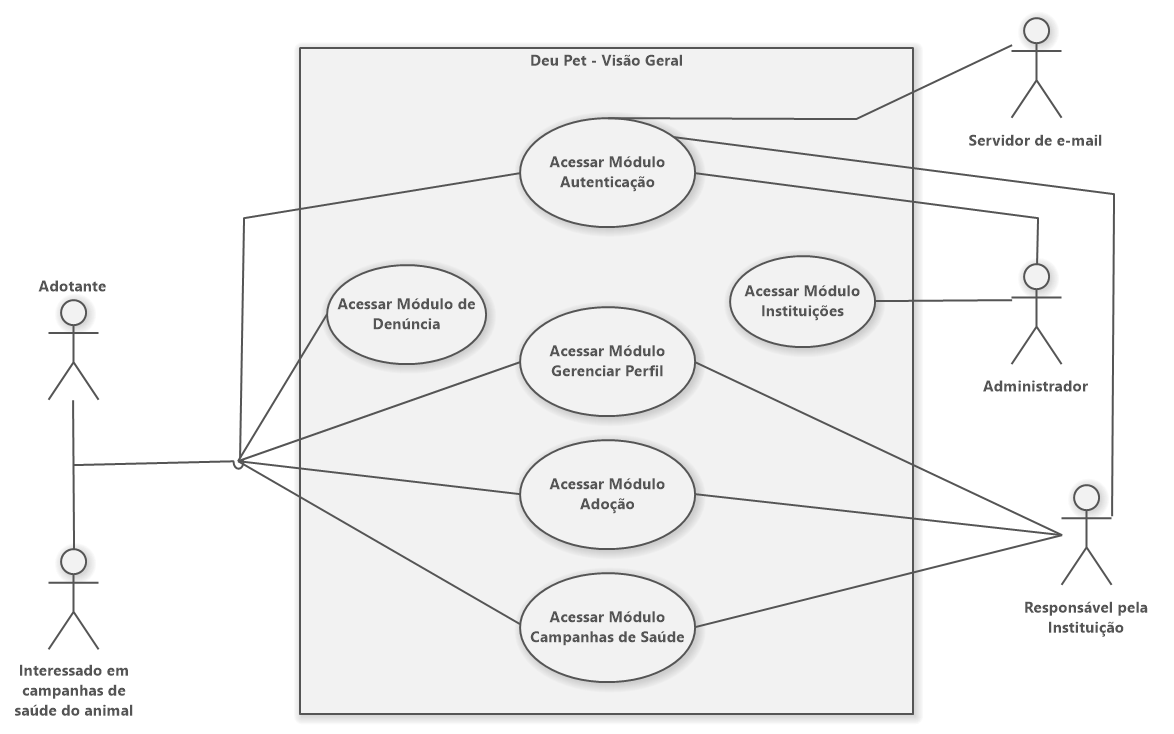 Deu Pet - Visão Geral
Servidor de e-mail
Acessar Módulo
Autenticação
Adotante
Acessar Módulo de
Denúncia
Acessar Módulo
Instituições
Acessar Módulo
Gerenciar Perfil
Administrador
Acessar Módulo
Adoção
Acessar Módulo
Campanhas de Saúde
Responsável pela
Instituição
Interessado em
campanhas de
saúde do animal